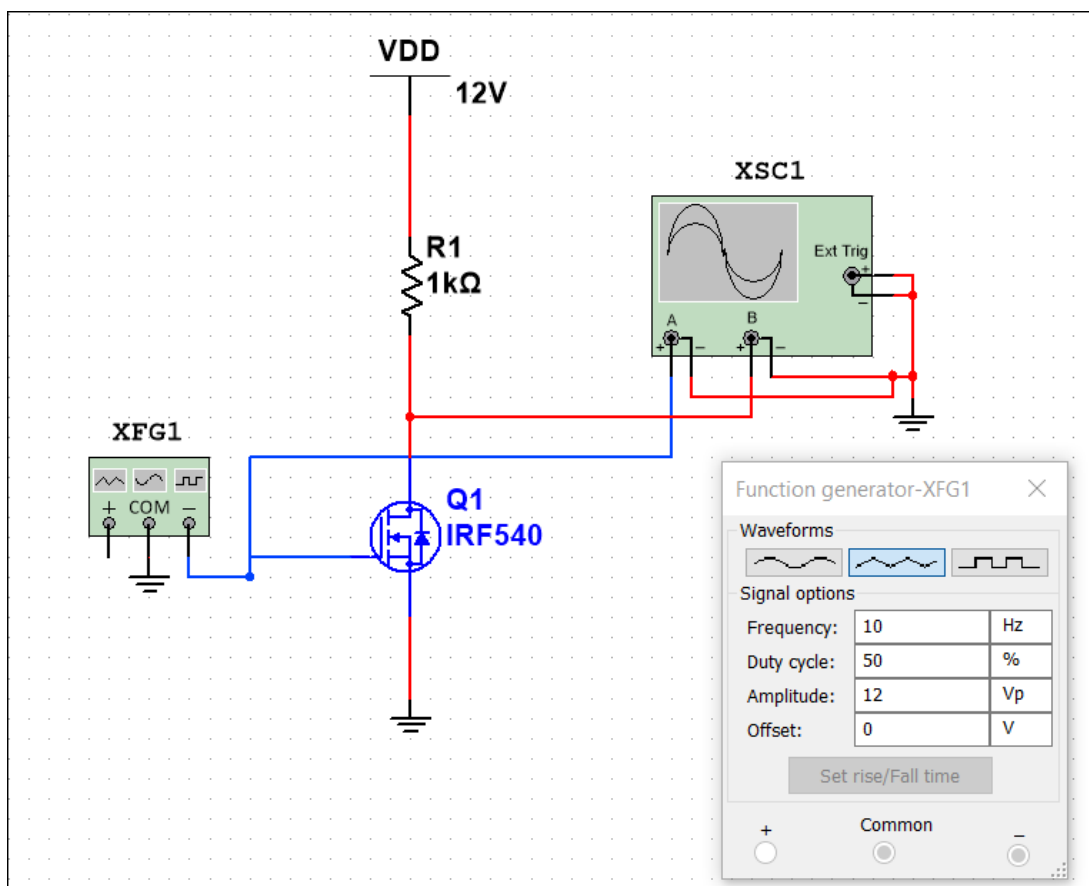 VDD
12V
XSC1
R1
1kΩ
Ext Trig
+
−
A
B
+ − + −
XFG1
+ COM −
Q1
IRF540
Function generator-XFG1
Waveforms
Signal options
Frequency: 10 Hz
Duty cycle: 50 %
Amplitude: 12 Vp
Offset: 0 V
Set rise/Fall time
+ Common −